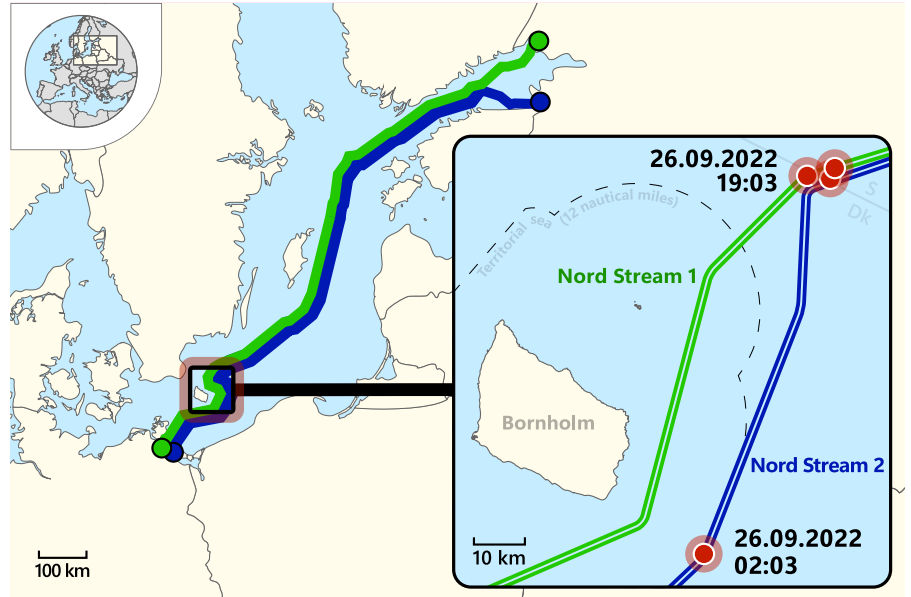 26.09.2022
19:03
S
Dk
Territorial sea (12 nautical miles)
Nord Stream 1
Bornholm
Nord Stream 2
10 km
26.09.2022
02:03
100 km